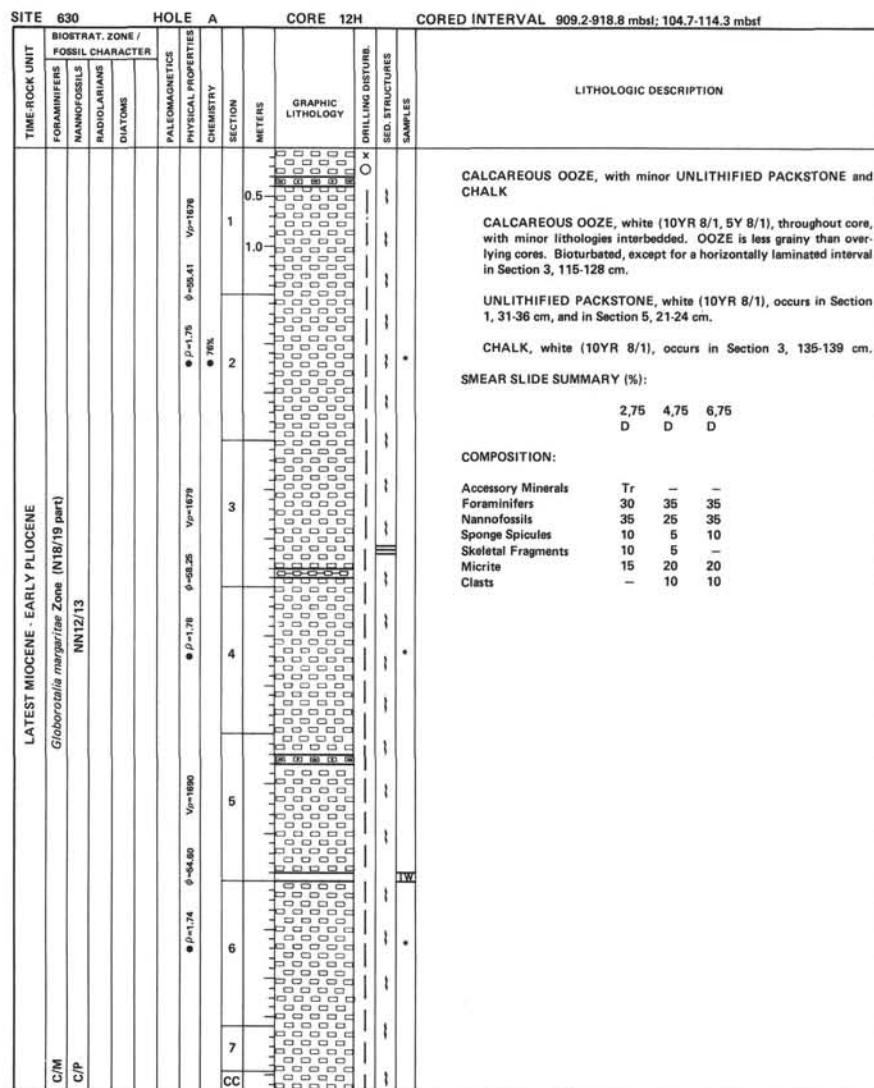 SITE 630 HOLE A CORE 12H CORED INTERVAL 909.2-918.8 mbsl; 104.7-114.3 mbsf
TIME-ROCK UNIT
BIOSTRAT. ZONE /
FOSSIL CHARACTER
FORAMINIFERS
NANNOFOSSILS
RADIOLARIANS
DIATOMS
PALEOMAGNETICS
PHYSICAL PROPERTIES
CHEMISTRY
SECTION
METERS
GRAPHIC
LITHOLOGY
DRILLING DISTURB.
SED. STRUCTURES
SAMPLES
LITHOLOGIC DESCRIPTION
LATEST MIOCENE - EARLY PLIOCENE
Globorotalia margaritae Zone (N18/19 part)
C/M
NN12/13
C/P
Vp=1676
ϕ=55.41
● ρ=1.75
Vp=1679
ϕ=58.25
● ρ=1.78
Vp=1690
ϕ=54.60
● ρ=1.74
● 76%
1
2
3
4
5
6
7
CC
0.5
1.0
X
O
*
*
IW
*
CALCAREOUS OOZE, with minor UNLITHIFIED PACKSTONE and
CHALK
CALCAREOUS OOZE, white (10YR 8/1, 5Y 8/1), throughout core,
with minor lithologies interbedded. OOZE is less grainy than over-
lying cores. Bioturbated, except for a horizontally laminated interval
in Section 3, 115-128 cm.
UNLITHIFIED PACKSTONE, white (10YR 8/1), occurs in Section
1, 31-36 cm, and in Section 5, 21-24 cm.
CHALK, white (10YR 8/1), occurs in Section 3, 135-139 cm.
SMEAR SLIDE SUMMARY (%):
2,75 4,75 6,75
D D D
COMPOSITION:
Accessory Minerals Tr — —
Foraminifers 30 35 35
Nannofossils 35 25 35
Sponge Spicules 10 5 10
Skeletal Fragments 10 5 —
Micrite 15 20 20
Clasts — 10 10